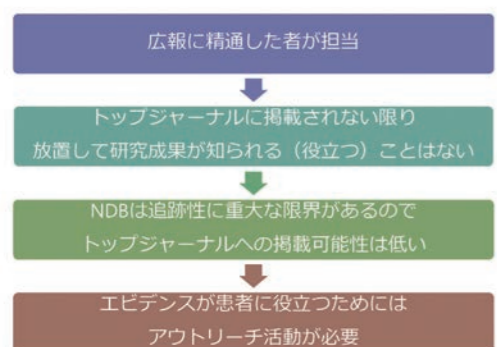 広報に精通した者が担当
トップジャーナルに掲載されない限り
放置して研究成果が知られる（役立つ）ことはない
NDBは追跡性に重大な限界があるので
トップジャーナルへの掲載可能性は低い
エビデンスが患者に役立つためには
アウトリーチ活動が必要